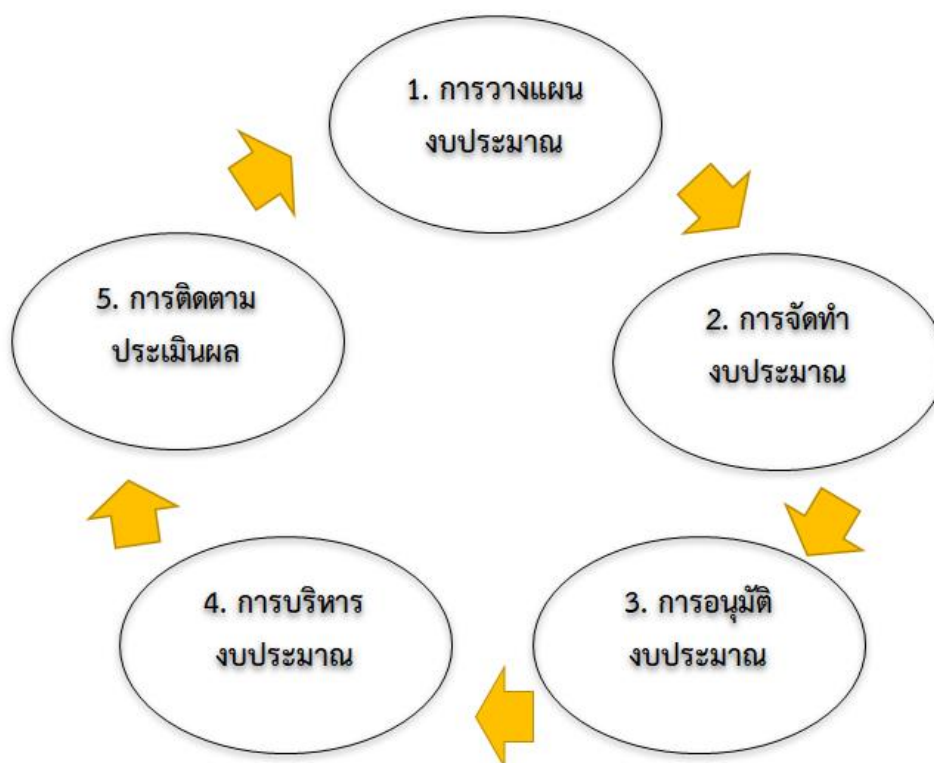 1. การวางแผน
งบประมาณ
2. การจัดทำ
งบประมาณ
3. การอนุมัติ
งบประมาณ
4. การบริหาร
งบประมาณ
5. การติดตาม
ประเมินผล